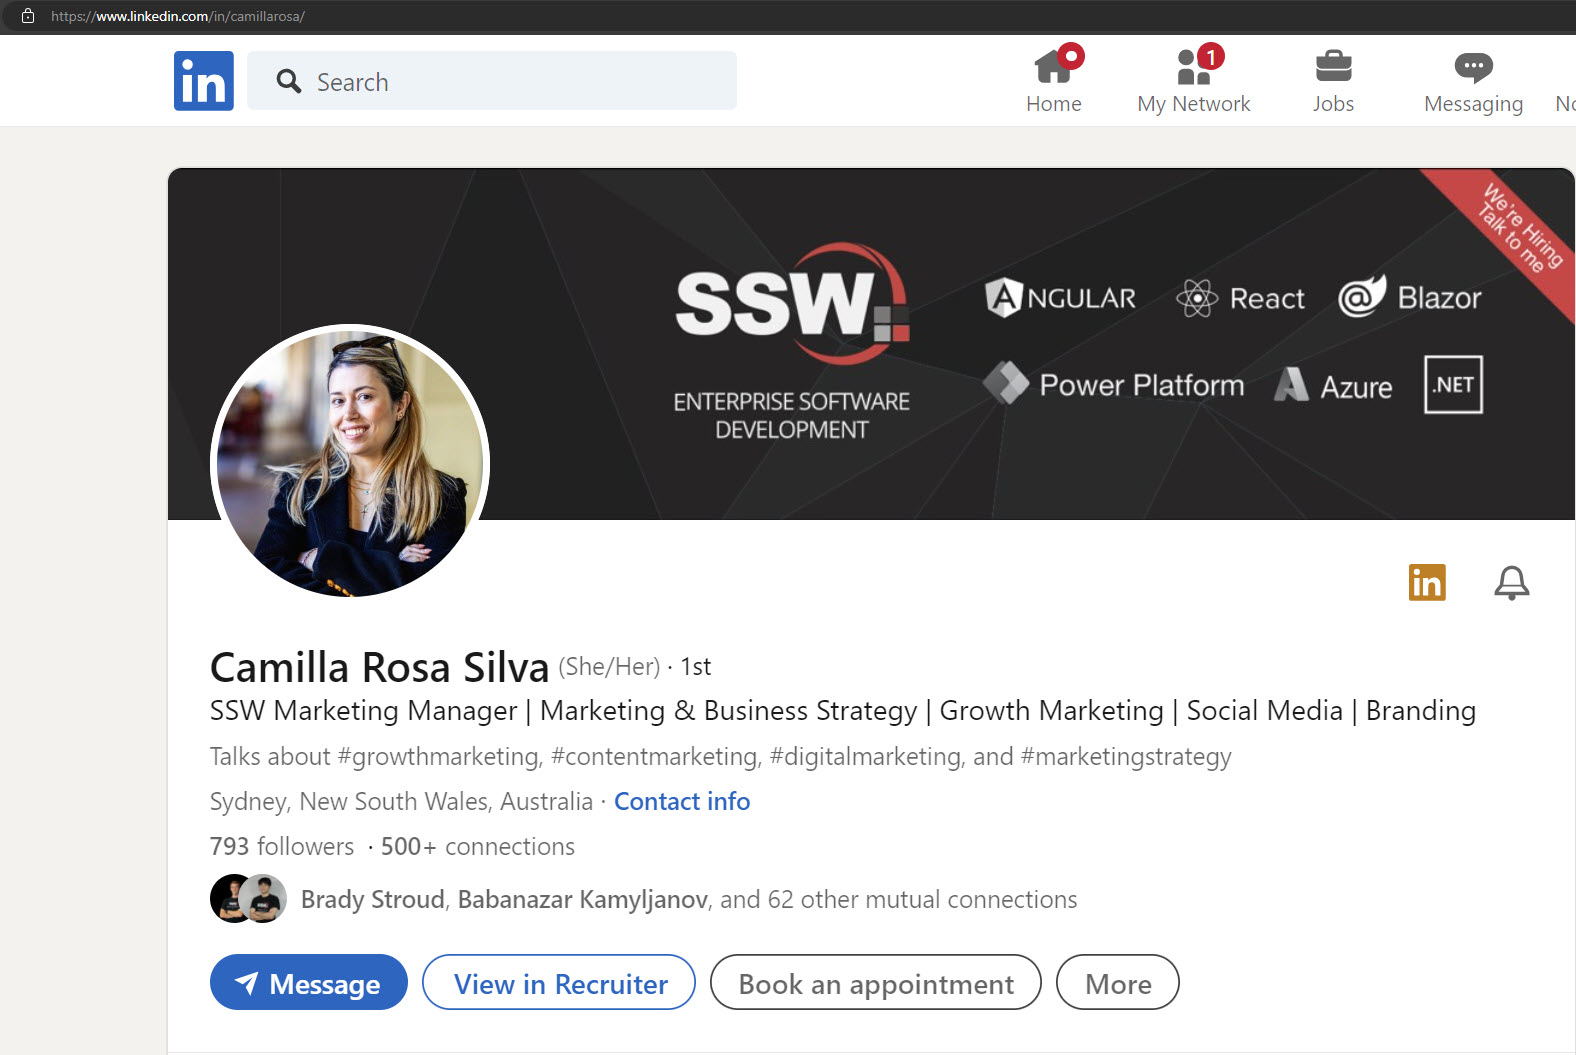 https://www.linkedin.com/in/camillarosa/
in
Search
Home
1
My Network
Jobs
Messaging
We're Hiring
Talk to me
SSW
ENTERPRISE SOFTWARE
DEVELOPMENT
ANGULAR
React
Blazor
Power Platform
Azure
.NET
in
Camilla Rosa Silva (She/Her) · 1st
SSW Marketing Manager | Marketing & Business Strategy | Growth Marketing | Social Media | Branding
Talks about #growthmarketing, #contentmarketing, #digitalmarketing, and #marketingstrategy
Sydney, New South Wales, Australia · Contact info
793 followers · 500+ connections
Brady Stroud, Babanazar Kamyljanov, and 62 other mutual connections
Message
View in Recruiter
Book an appointment
More